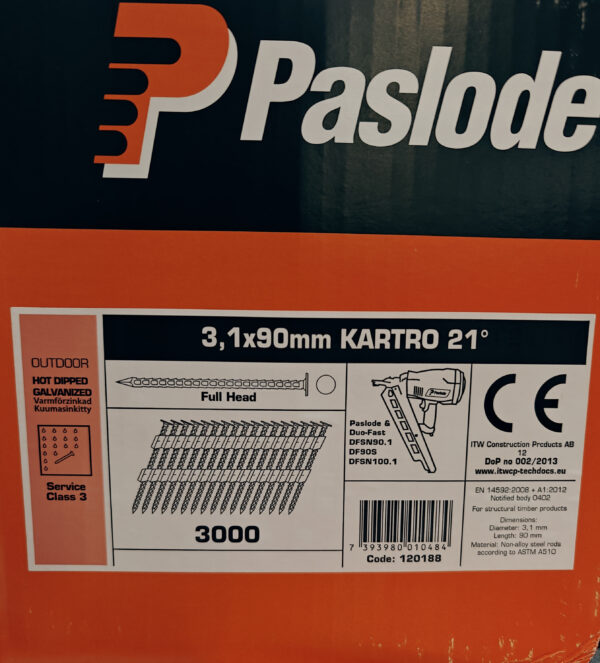 Paslode
3,1x90mm KARTRO 21°
OUTDOOR
HOT DIPPED
GALVANIZED
Varmförzinkad
Kuumasinkitty
Service
Class 3
Full Head
3000
Paslode &
Duo-Fast
DFSN90.1
DF90S
DFSN100.1
Paslode
7 393980 010484
Code: 120188
CE
ITW Construction Products AB
12
DoP no 002/2013
www.itwcp-techdocs.eu
EN 14592:2008 + A1:2012
Notified body 0402
For structural timber products
Dimensions:
Diameter: 3,1 mm
Length: 90 mm
Material: Non-alloy steel rods
according to ASTM A510